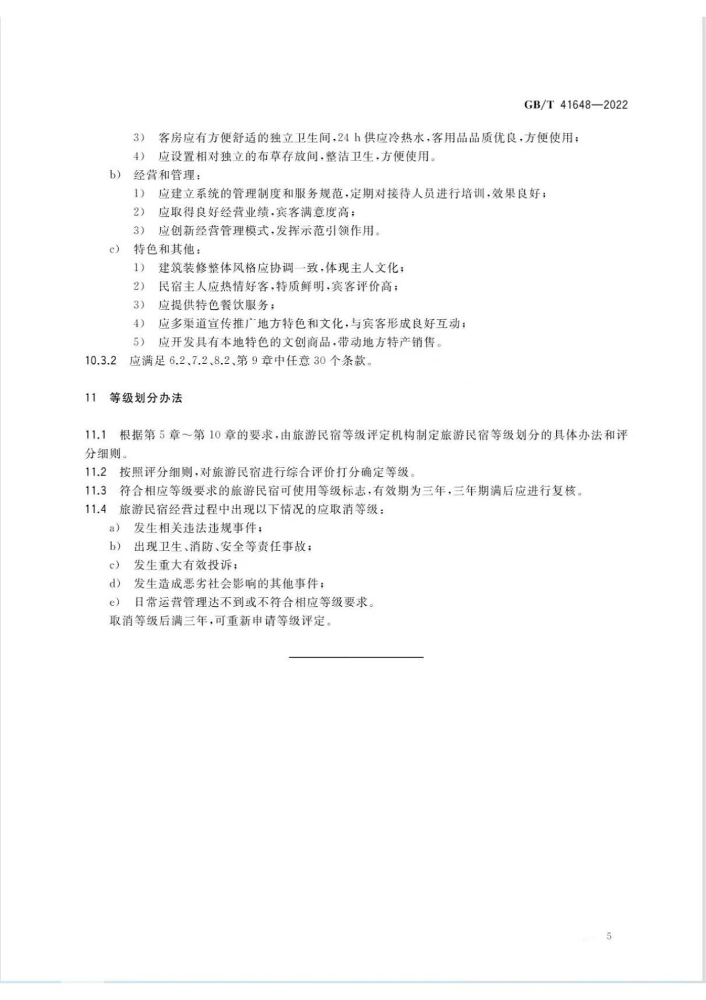 GB/T 41648—2022
3) 客房应有方便舒适的独立卫生间,24 h供应冷热水,客用品品质优良,方便使用;
4) 应设置相对独立的布草存放间,整洁卫生,方便使用。
b) 经营和管理:
1) 应建立系统的管理制度和服务规范,定期对接待人员进行培训,效果良好;
2) 应取得良好经营业绩,宾客满意度高;
3) 应创新经营管理模式,发挥示范引领作用。
c) 特色和其他:
1) 建筑装修整体风格应协调一致,体现主人文化;
2) 民宿主人应热情好客,特质鲜明,宾客评价高;
3) 应提供特色餐饮服务;
4) 应多渠道宣传推广地方特色和文化,与宾客形成良好互动;
5) 应开发具有本地特色的文创商品,带动地方特产销售。
10.3.2 应满足 6.2、7.2、8.2、第 9 章中任意 30 个条款。
11 等级划分办法
11.1 根据第 5 章～第 10 章的要求,由旅游民宿等级评定机构制定旅游民宿等级划分的具体办法和评
分细则。
11.2 按照评分细则,对旅游民宿进行综合评价打分确定等级。
11.3 符合相应等级要求的旅游民宿可使用等级标志,有效期为三年,三年期满后应进行复核。
11.4 旅游民宿经营过程中出现以下情况的应取消等级:
a) 发生相关违法违规事件;
b) 出现卫生、消防、安全等责任事故;
c) 发生重大有效投诉;
d) 发生造成恶劣社会影响的其他事件;
e) 日常运营管理达不到或不符合相应等级要求。
取消等级后满三年,可重新申请等级评定。
5